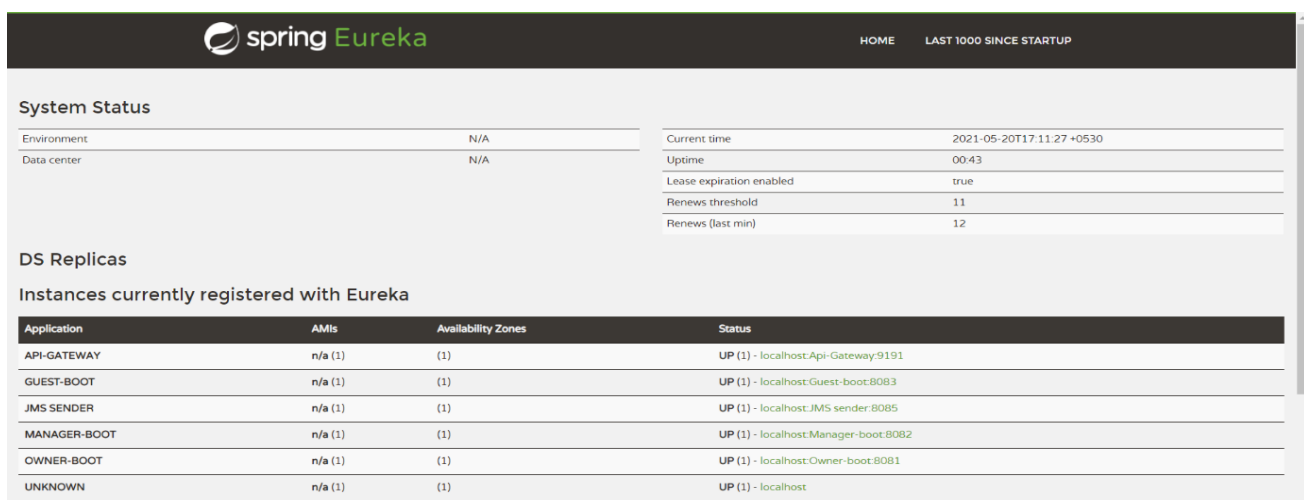 spring Eureka
HOME LAST 1000 SINCE STARTUP
System Status
Environment N/A
Data center N/A
Current time 2021-05-20T17:11:27 +0530
Uptime 00:43
Lease expiration enabled true
Renews threshold 11
Renews (last min) 12
DS Replicas
Instances currently registered with Eureka
Application AMIs Availability Zones Status
API-GATEWAY n/a (1) (1) UP (1) - localhost:Api-Gateway:9191
GUEST-BOOT n/a (1) (1) UP (1) - localhost:Guest-boot:8083
JMS SENDER n/a (1) (1) UP (1) - localhost:JMS sender:8085
MANAGER-BOOT n/a (1) (1) UP (1) - localhost:Manager-boot:8082
OWNER-BOOT n/a (1) (1) UP (1) - localhost:Owner-boot:8081
UNKNOWN n/a (1) (1) UP (1) - localhost